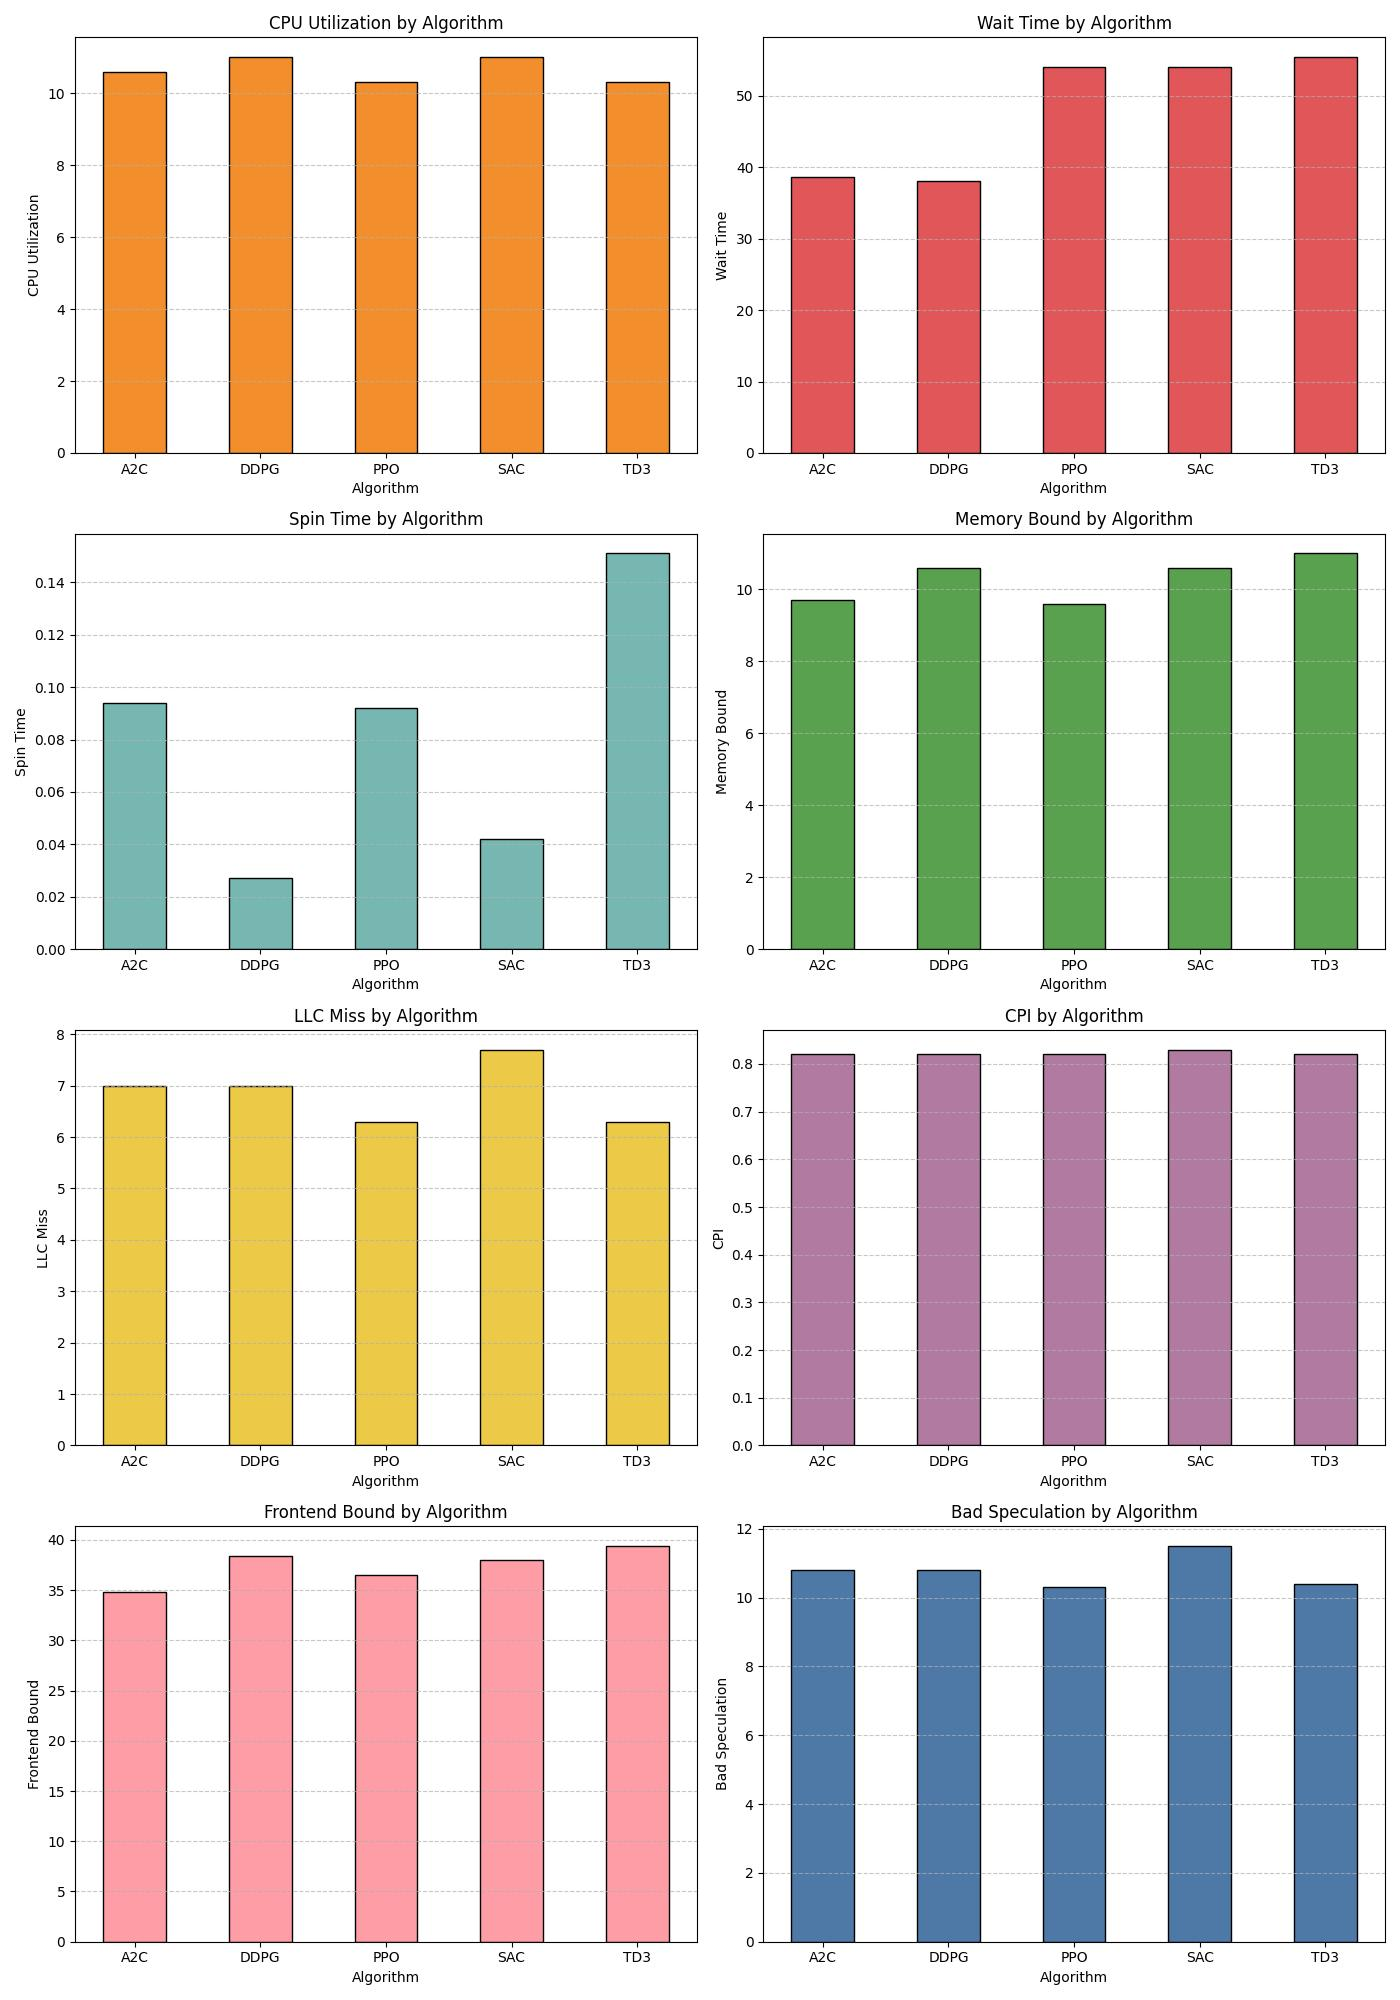 CPU Utilization by Algorithm
CPU Utilization
10
8
6
4
2
0
A2C DDPG PPO SAC TD3
Algorithm
Wait Time by Algorithm
Wait Time
50
40
30
20
10
0
A2C DDPG PPO SAC TD3
Algorithm
Spin Time by Algorithm
Spin Time
0.14
0.12
0.10
0.08
0.06
0.04
0.02
0.00
A2C DDPG PPO SAC TD3
Algorithm
Memory Bound by Algorithm
Memory Bound
10
8
6
4
2
0
A2C DDPG PPO SAC TD3
Algorithm
LLC Miss by Algorithm
LLC Miss
8
7
6
5
4
3
2
1
0
A2C DDPG PPO SAC TD3
Algorithm
CPI by Algorithm
CPI
0.8
0.7
0.6
0.5
0.4
0.3
0.2
0.1
0.0
A2C DDPG PPO SAC TD3
Algorithm
Frontend Bound by Algorithm
Frontend Bound
40
35
30
25
20
15
10
5
0
A2C DDPG PPO SAC TD3
Algorithm
Bad Speculation by Algorithm
Bad Speculation
12
10
8
6
4
2
0
A2C DDPG PPO SAC TD3
Algorithm